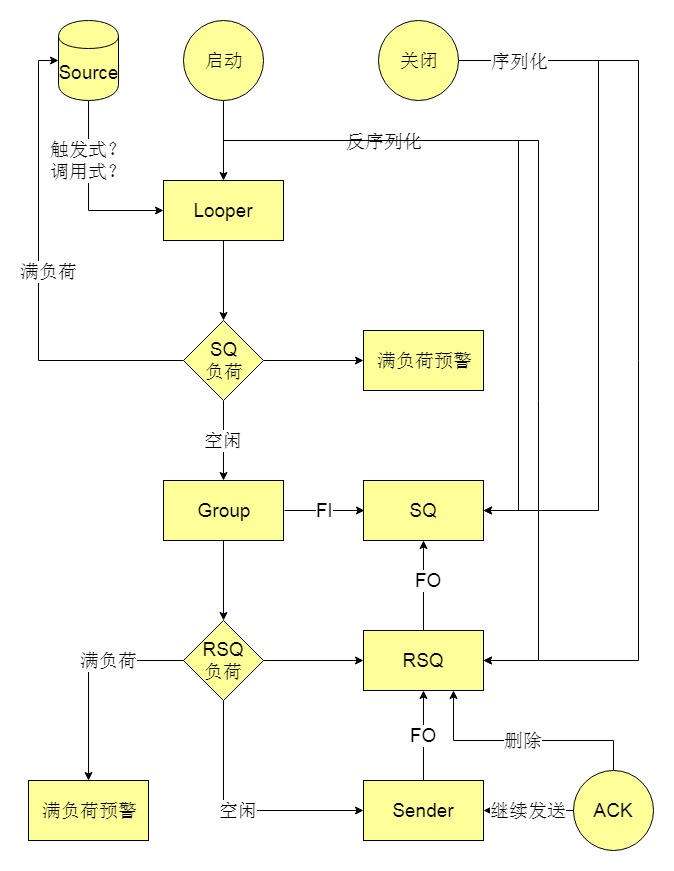 Source
启动
关闭
序列化
反序列化
触发式?
调用式?
Looper
满负荷
SQ
负荷
满负荷预警
空闲
Group
FI
SQ
FO
满负荷
RSQ
负荷
RSQ
FO
删除
满负荷预警
空闲
Sender
继续发送
ACK